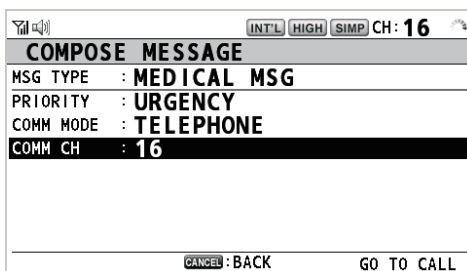 INT'L HIGH SIMP CH: 16
COMPOSE MESSAGE
MSG TYPE : MEDICAL MSG
PRIORITY : URGENCY
COMM MODE : TELEPHONE
COMM CH : 16
CANCEL : BACK GO TO CALL